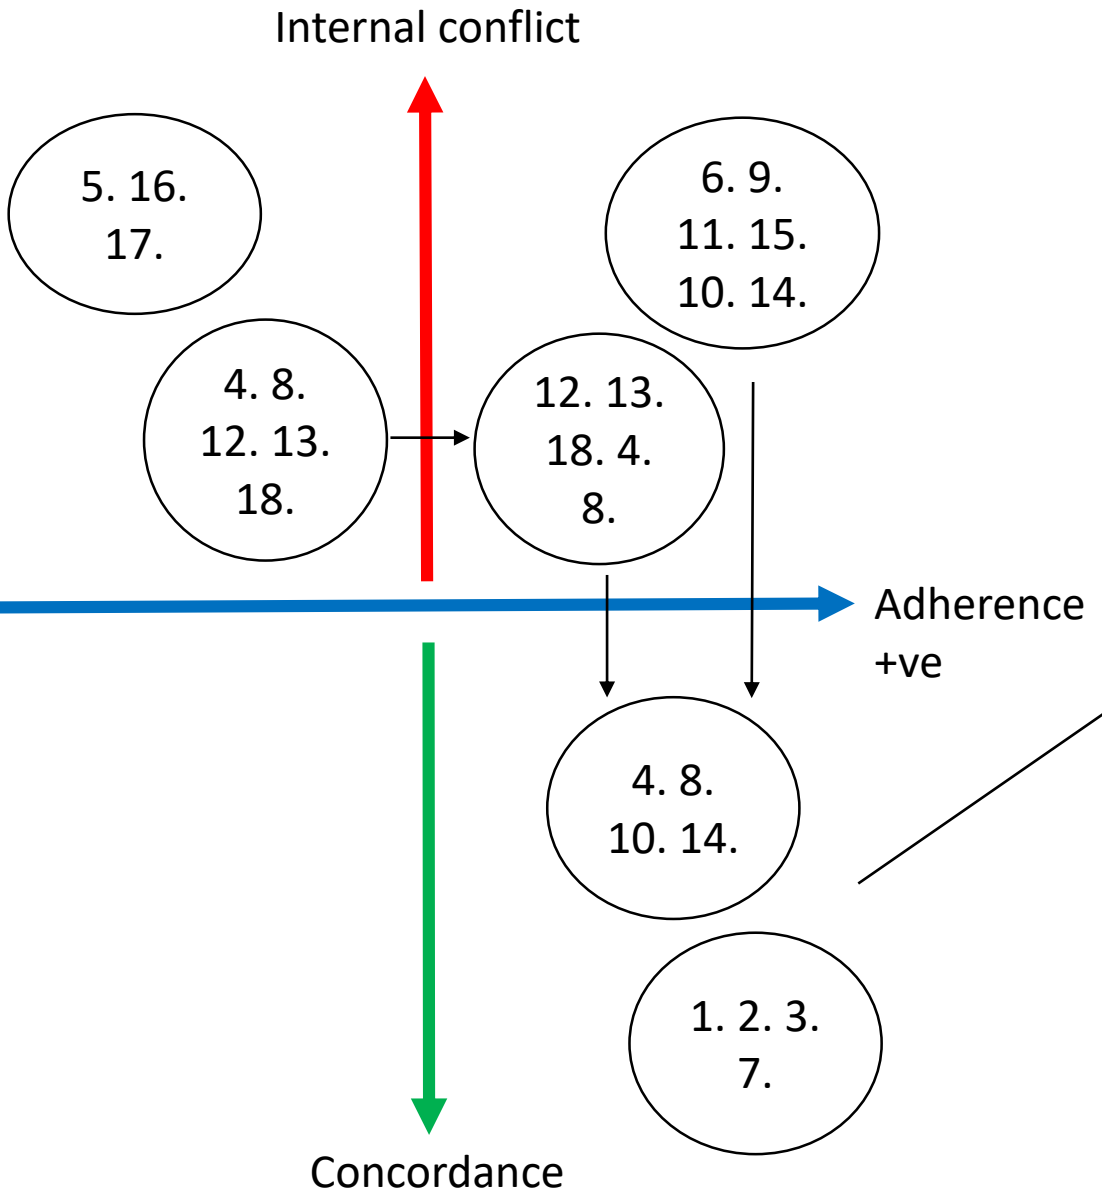 Internal conflict
5. 16.
17.
6. 9.
11. 15.
10. 14.
4. 8.
12. 13.
18.
12. 13.
18. 4.
8.
Adherence
+ve
4. 8.
10. 14.
1. 2. 3.
7.
Concordance